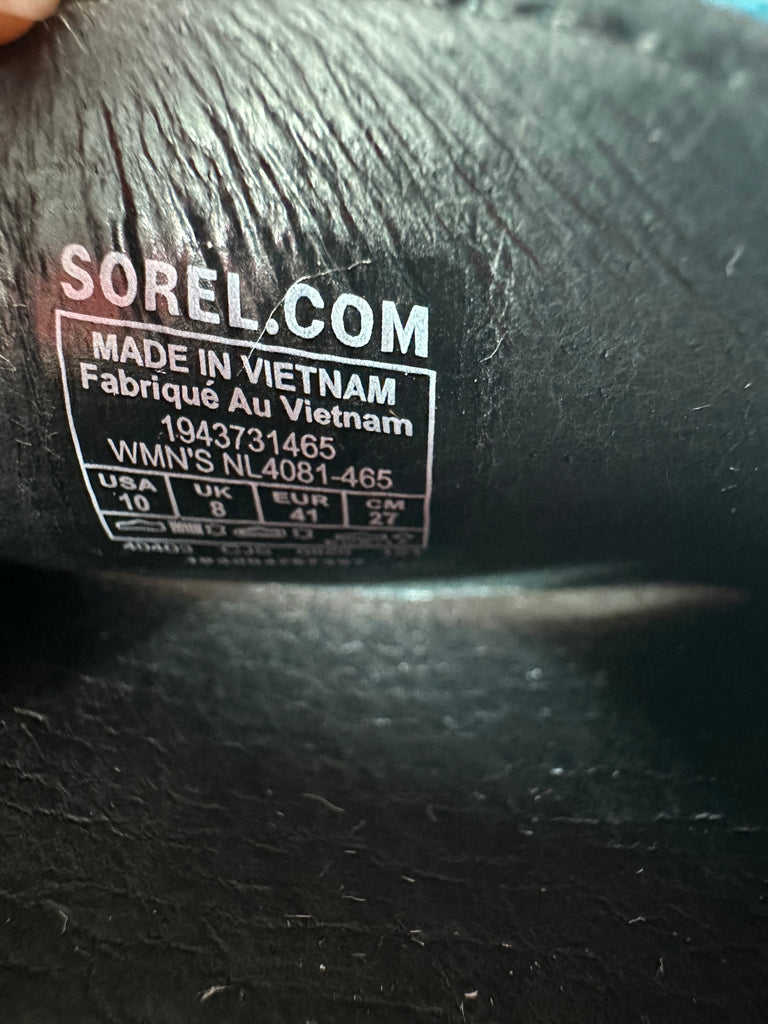 SOREL.COM
MADE IN VIETNAM
Fabriqué Au Vietnam
1943731465
WMN'S NL4081-465
USA UK EUR CM
10 8 41 27